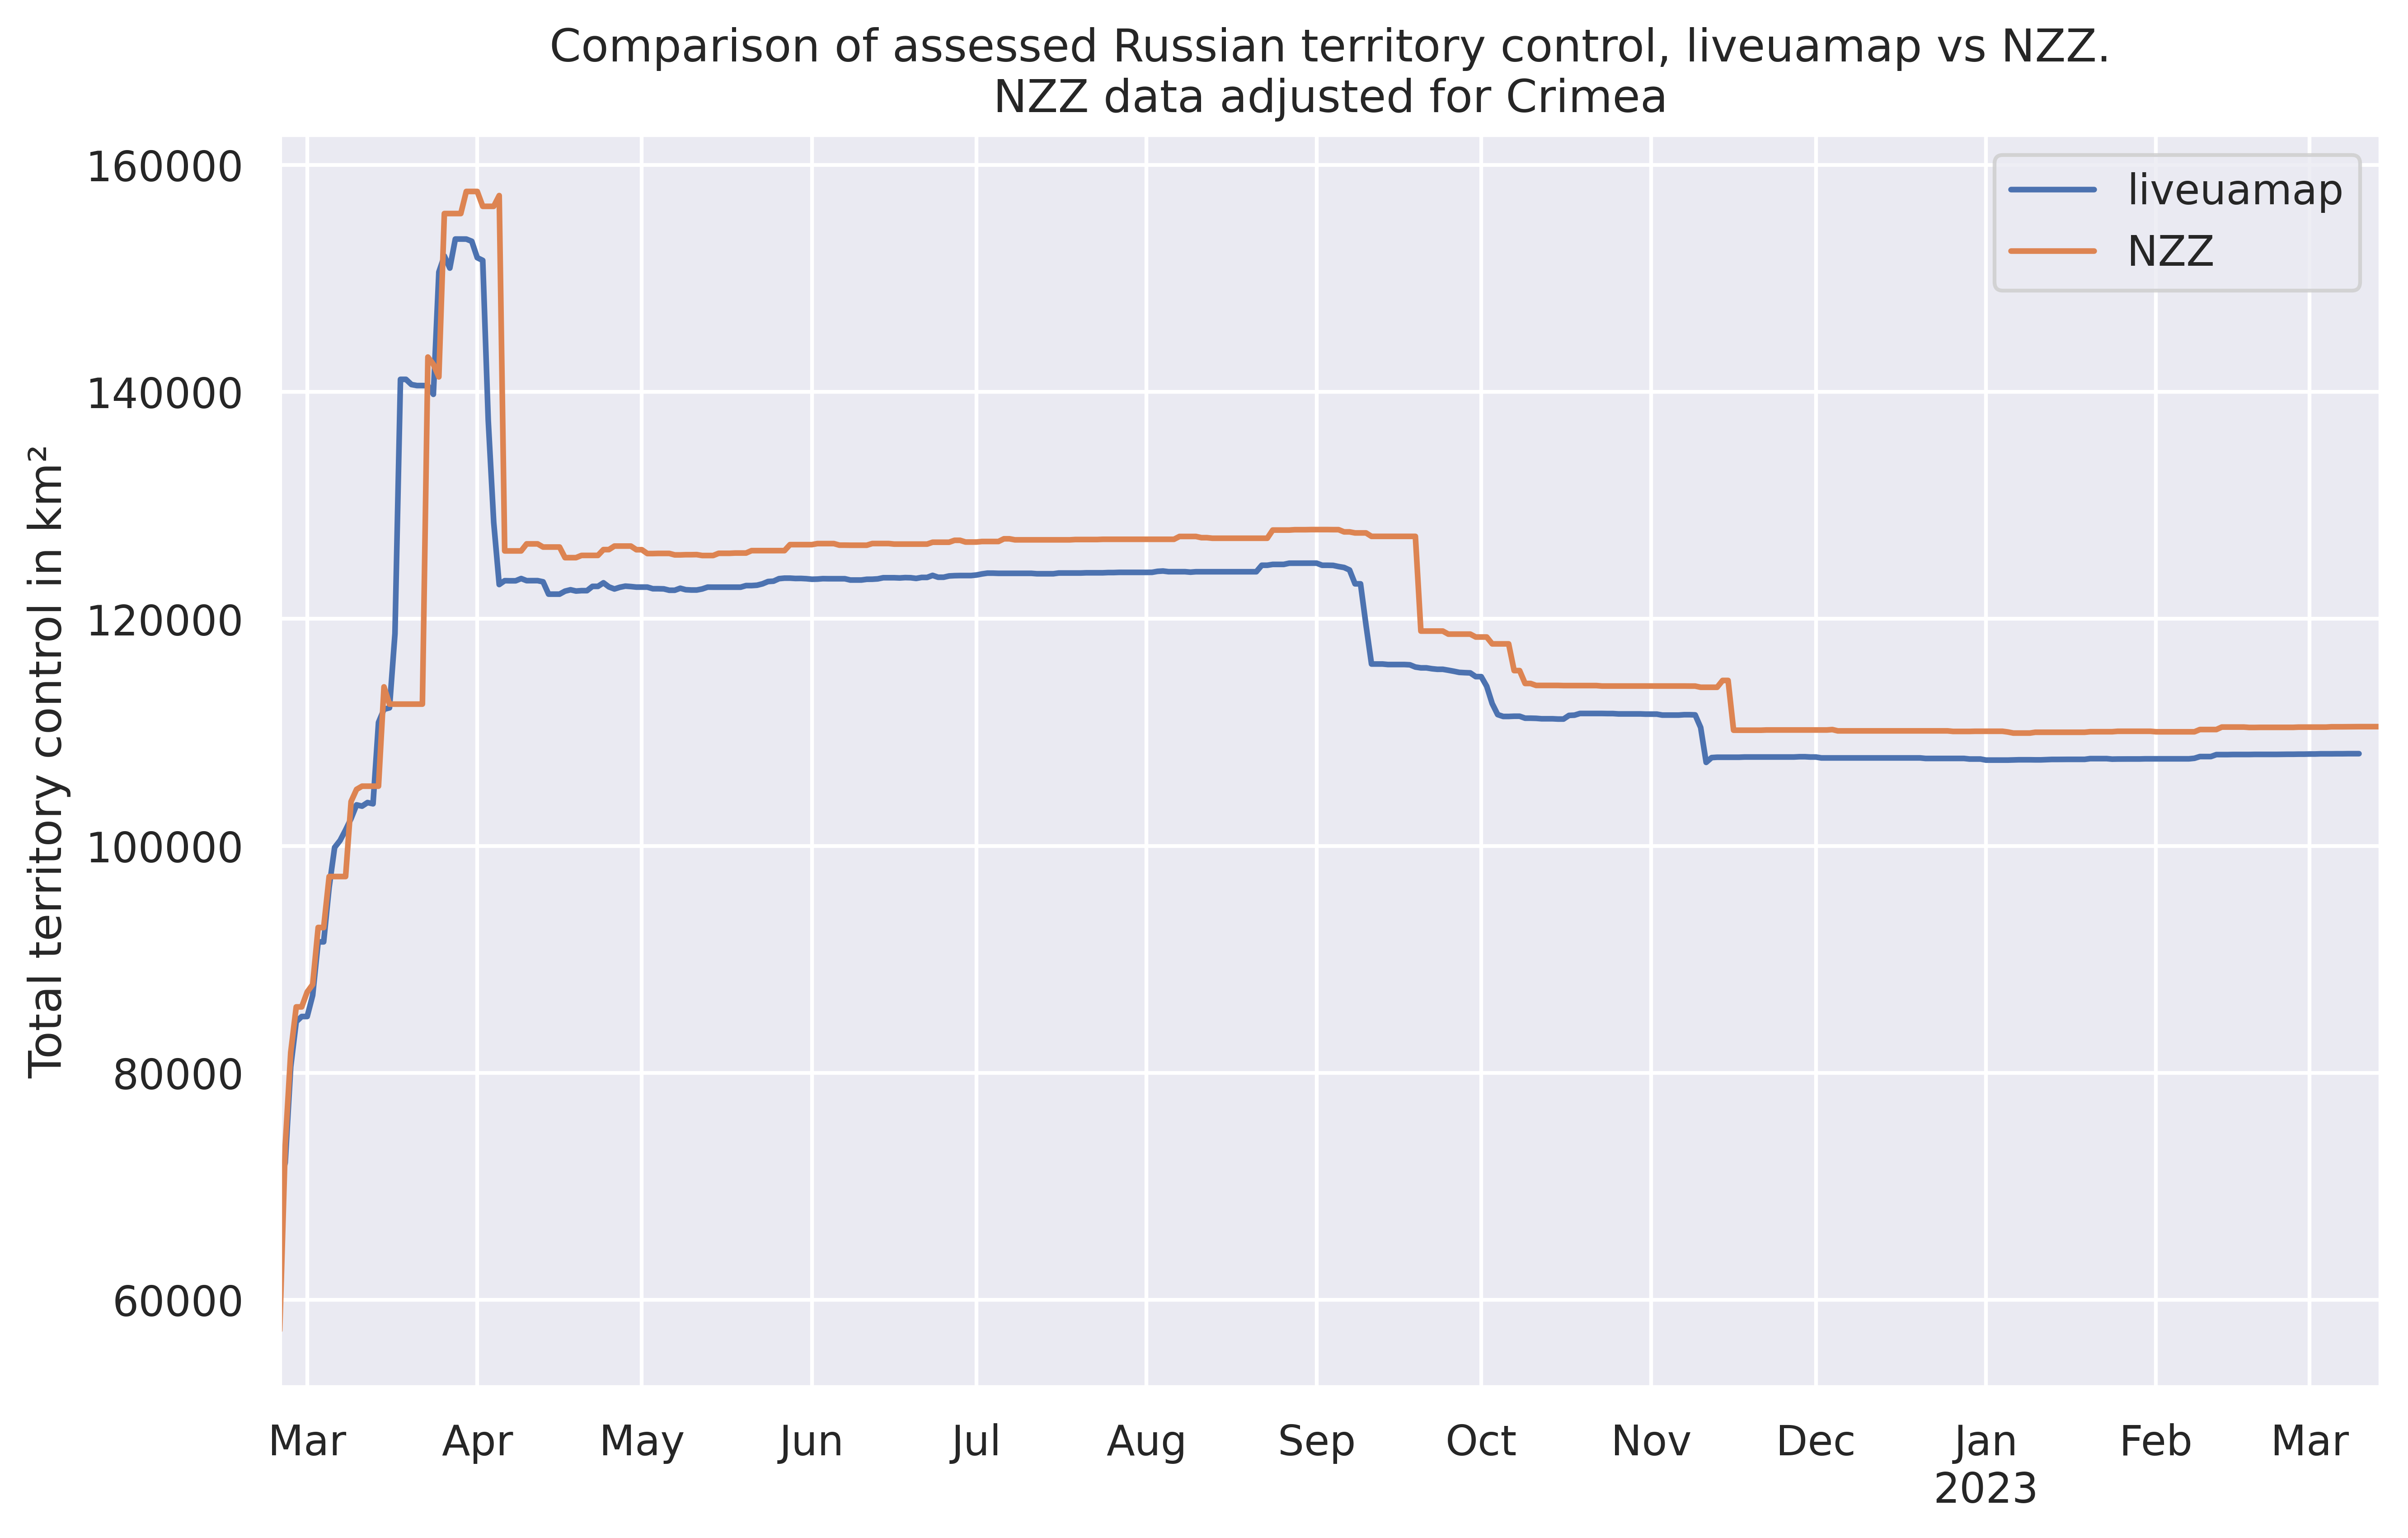 Comparison of assessed Russian territory control, liveuamap vs NZZ.
NZZ data adjusted for Crimea
liveuamap
NZZ
Total territory control in km²
160000
140000
120000
100000
80000
60000
Mar Apr May Jun Jul Aug Sep Oct Nov Dec Jan Feb Mar
2023